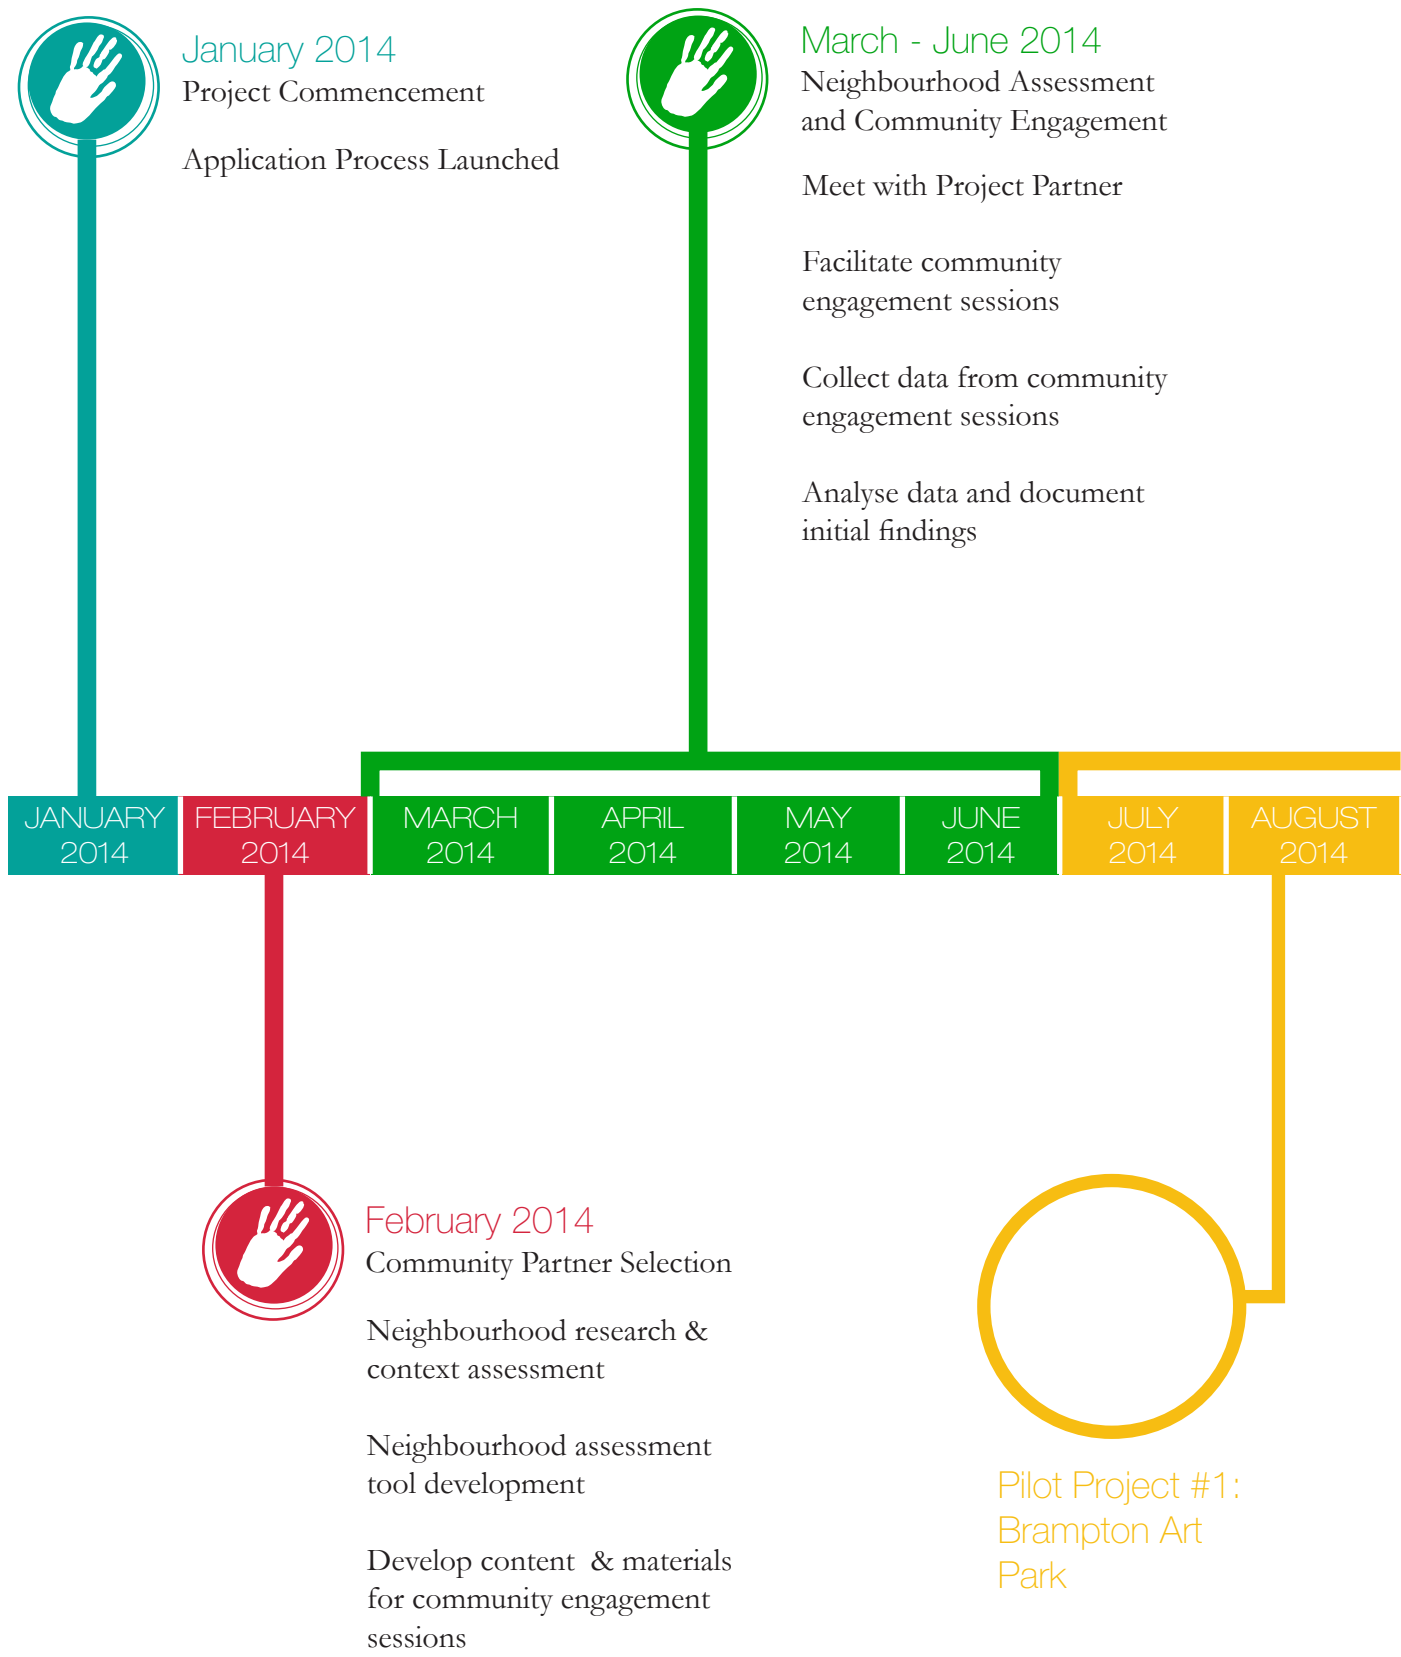 January 2014
Project Commencement
Application Process Launched
March - June 2014
Neighbourhood Assessment
and Community Engagement
Meet with Project Partner
Facilitate community
engagement sessions
Collect data from community
engagement sessions
Analyse data and document
initial findings
JANUARY
2014
FEBRUARY
2014
MARCH
2014
APRIL
2014
MAY
2014
JUNE
2014
JULY
2014
AUGUST
2014
February 2014
Community Partner Selection
Neighbourhood research &
context assessment
Neighbourhood assessment
tool development
Develop content & materials
for community engagement
sessions
Pilot Project #1:
Brampton Art
Park